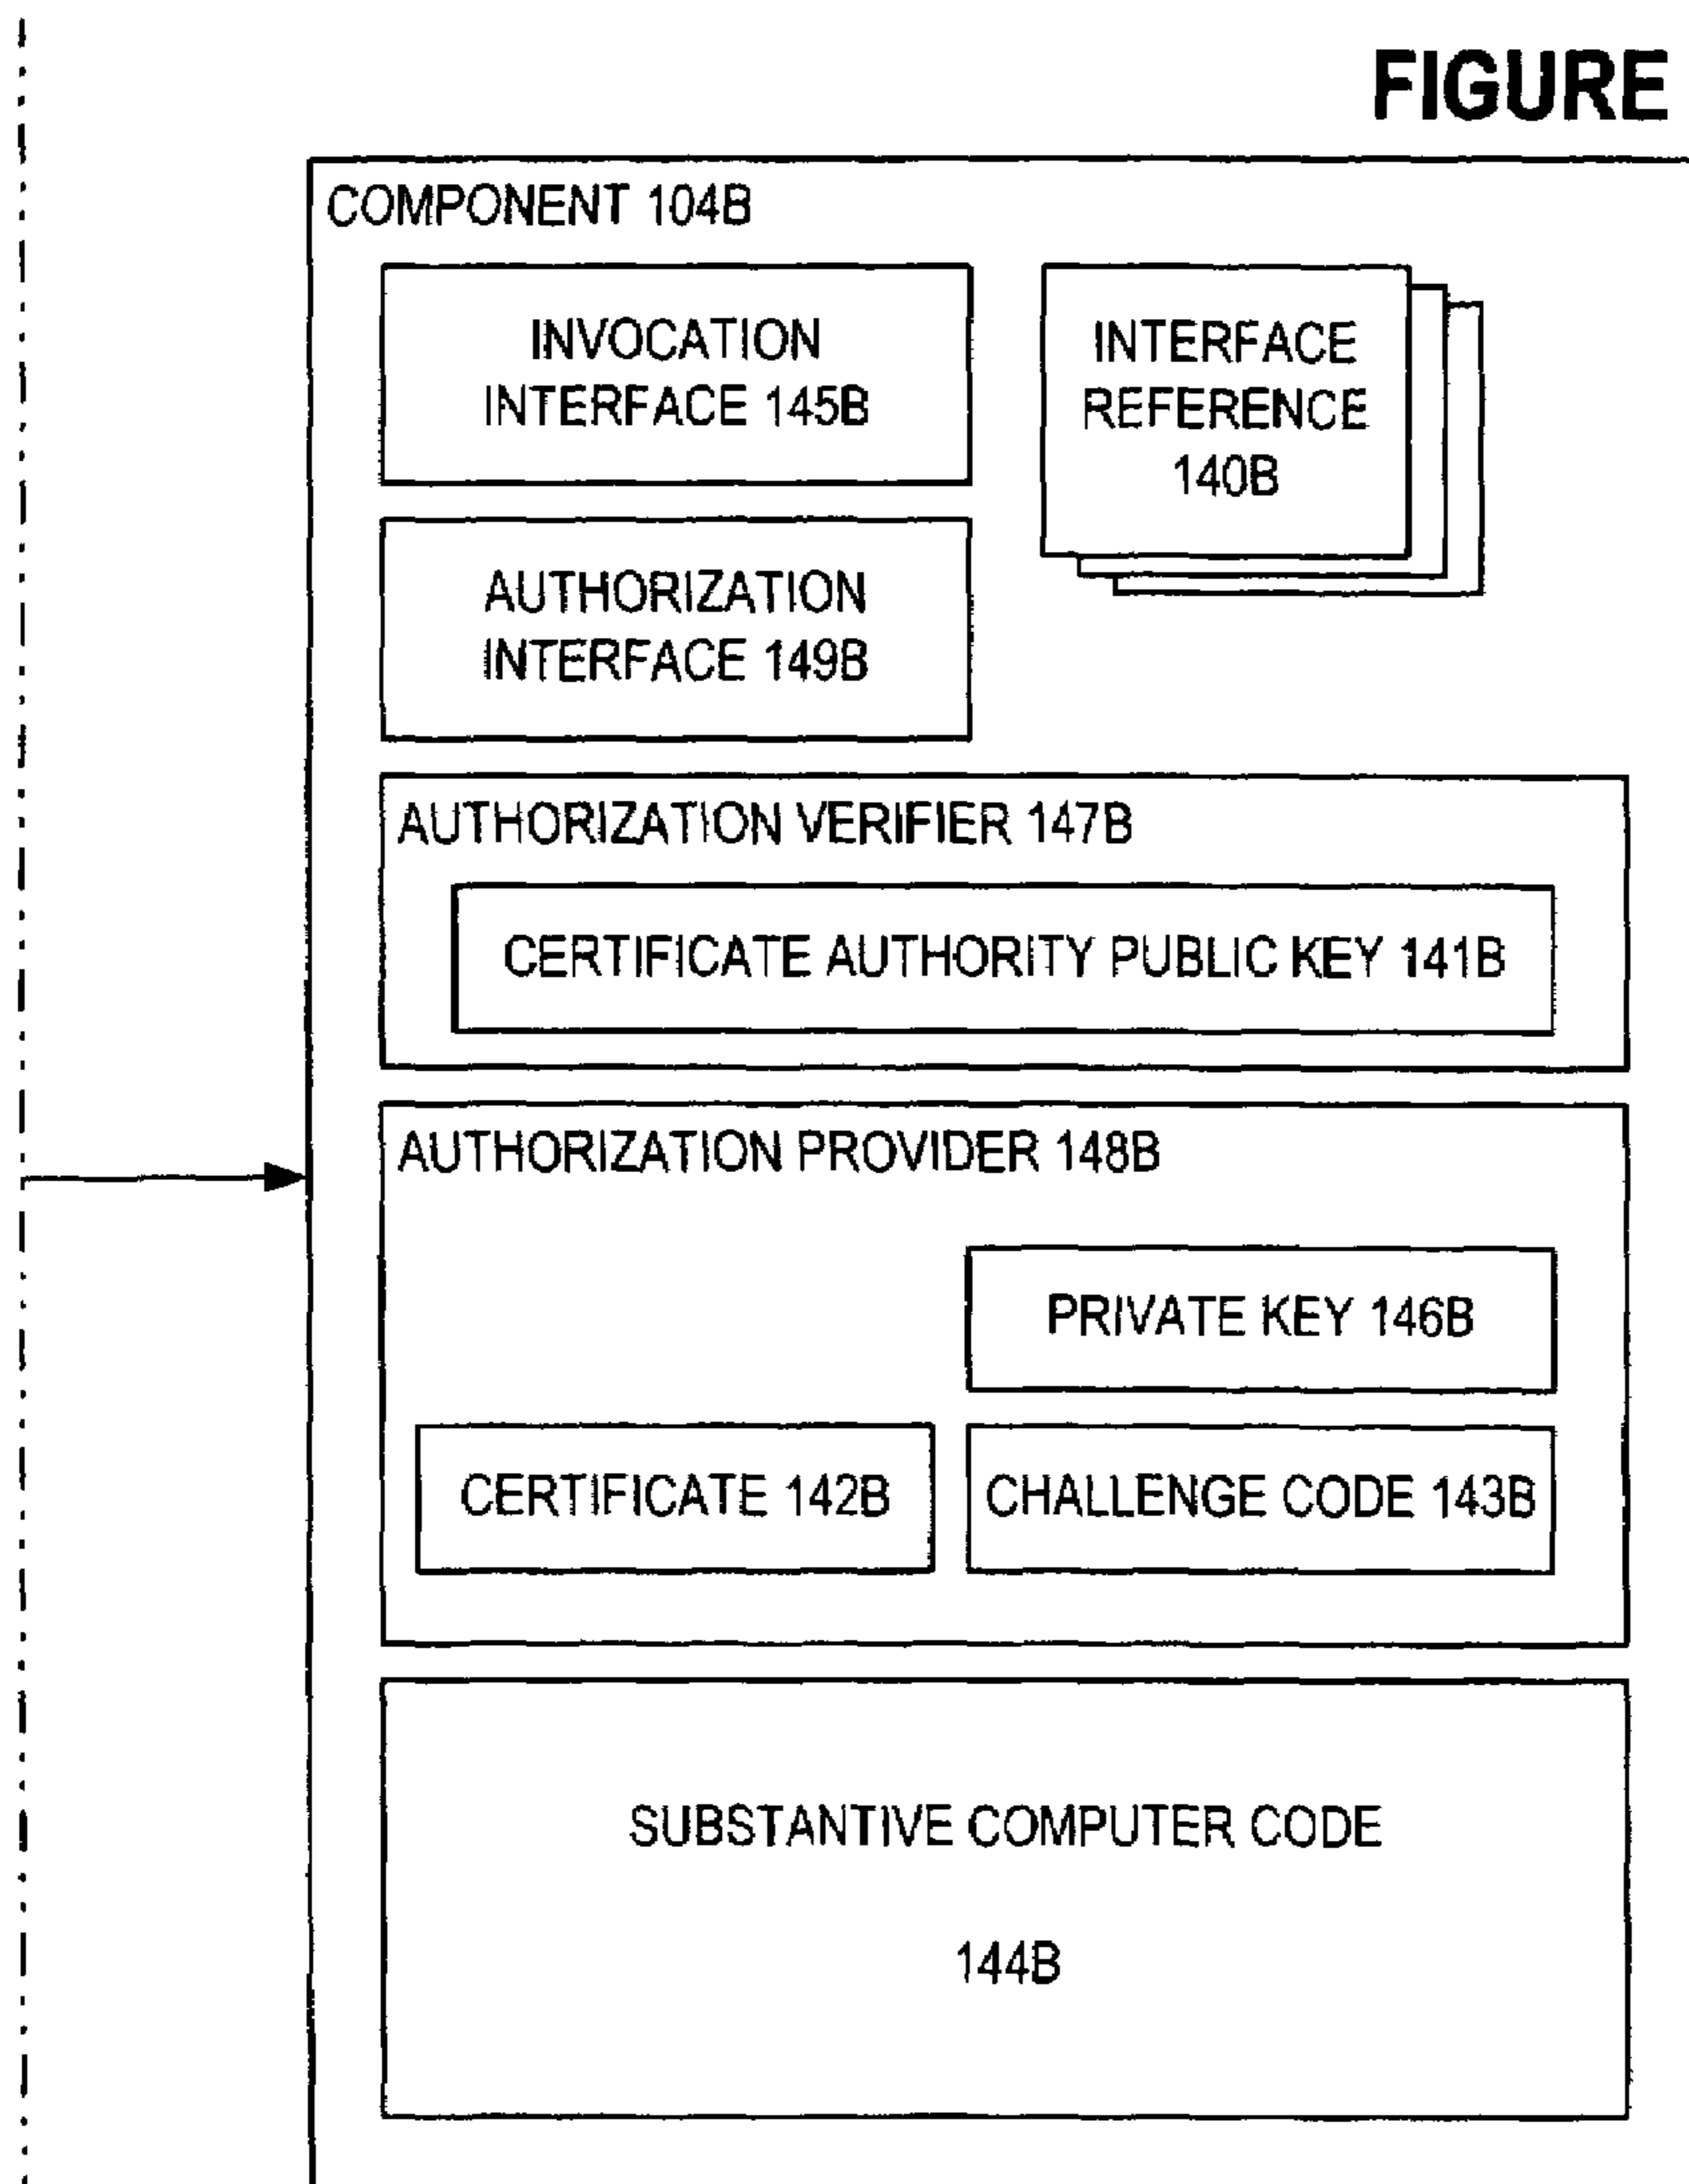 FIGURE
COMPONENT 104B
INVOCATION
INTERFACE 145B
INTERFACE
REFERENCE
140B
AUTHORIZATION
INTERFACE 149B
AUTHORIZATION VERIFIER 147B
CERTIFICATE AUTHORITY PUBLIC KEY 141B
AUTHORIZATION PROVIDER 148B
PRIVATE KEY 146B
CERTIFICATE 142B
CHALLENGE CODE 143B
SUBSTANTIVE COMPUTER CODE
144B